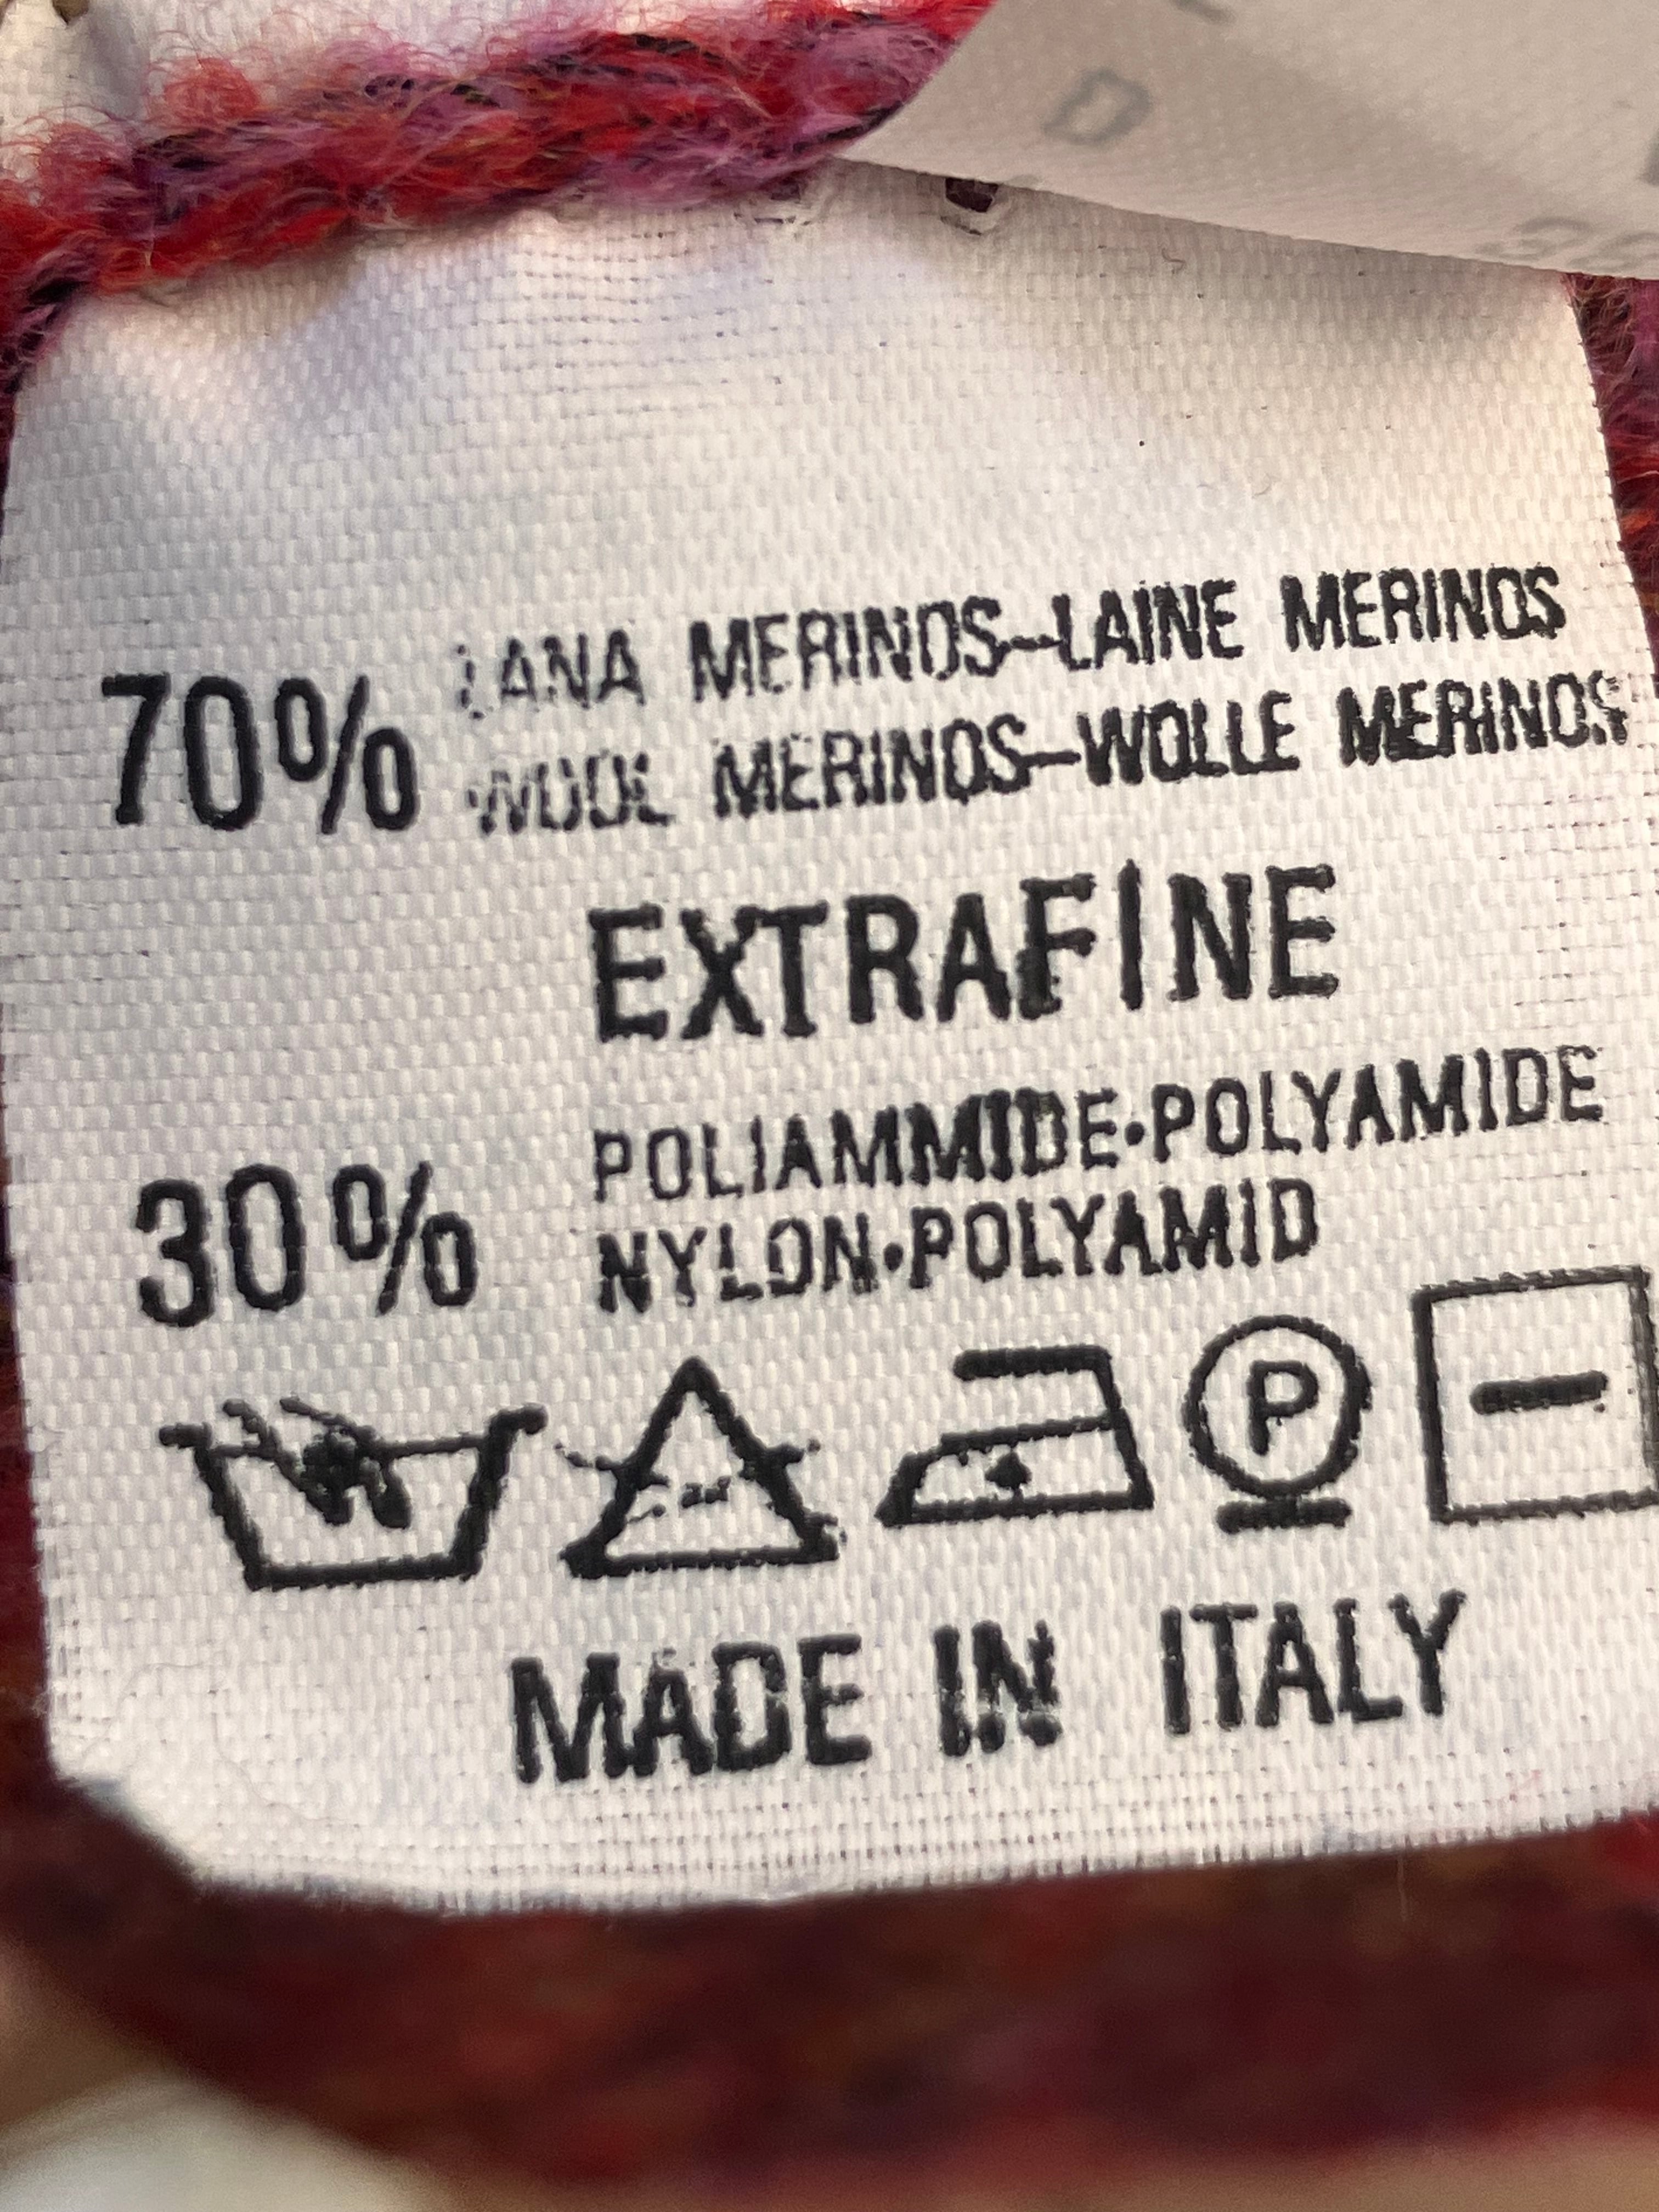 70% LANA MERINOS-LAINE MERINOS
WOOL MERINOS-WOLLE MERINOS
EXTRAFINE
30% POLIAMMIDE•POLYAMIDE
NYLON•POLYAMID
P
MADE IN ITALY